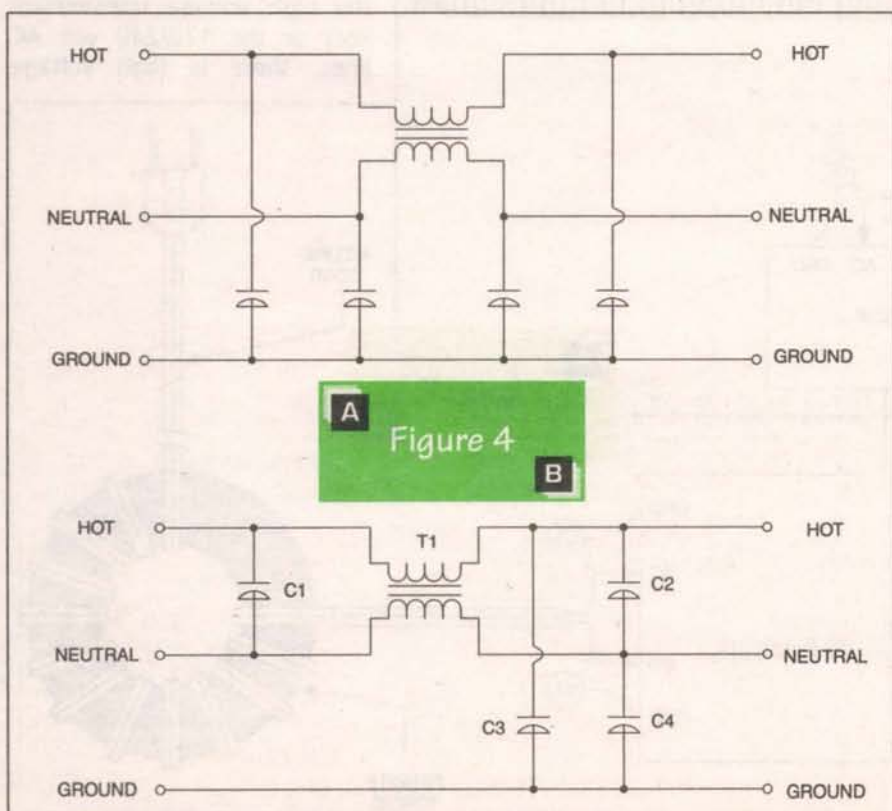 HOT
HOT
NEUTRAL
NEUTRAL
GROUND
GROUND
A
Figure 4
B
HOT
T1
HOT
C1
C2
NEUTRAL
NEUTRAL
C3
C4
GROUND
GROUND